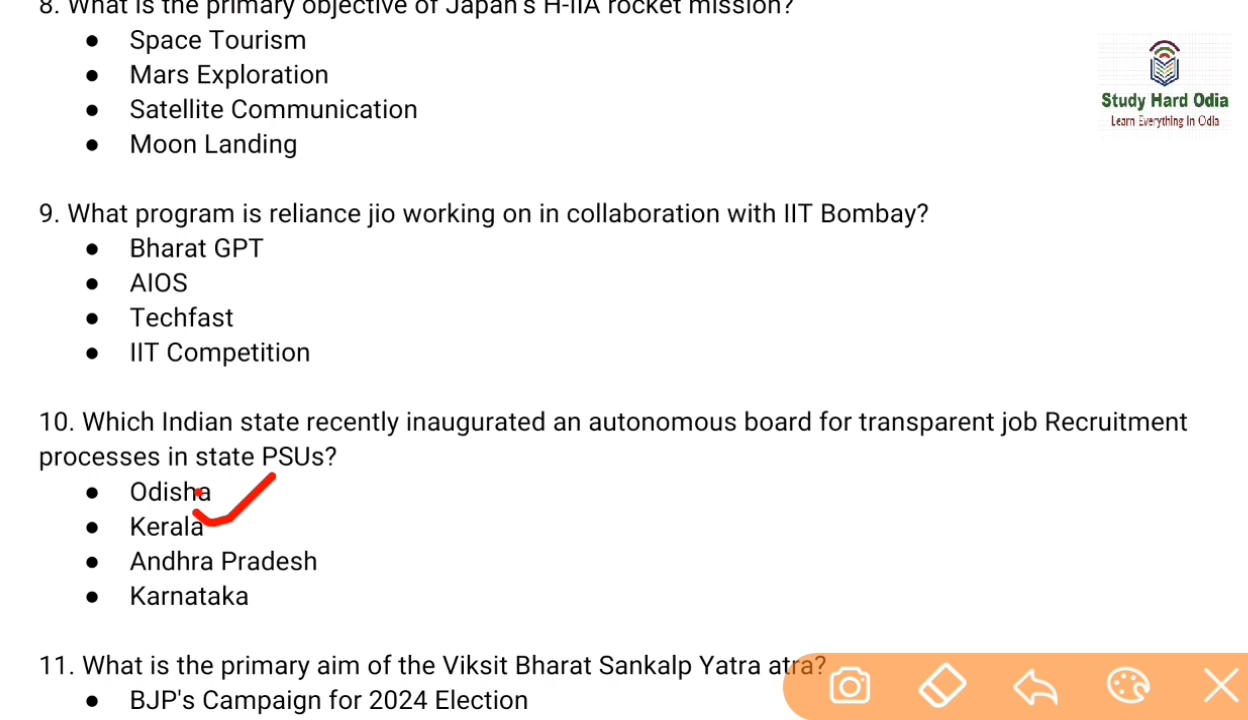 8. What is the primary objective of Japan's H-IIA rocket mission?
● Space Tourism
● Mars Exploration
● Satellite Communication
● Moon Landing
Study Hard Odia
Learn Everything In Odia
9. What program is reliance jio working on in collaboration with IIT Bombay?
● Bharat GPT
● AIOS
● Techfast
● IIT Competition
10. Which Indian state recently inaugurated an autonomous board for transparent job Recruitment
processes in state PSUs?
● Odisha
● Kerala
● Andhra Pradesh
● Karnataka
11. What is the primary aim of the Viksit Bharat Sankalp Yatra atra?
● BJP's Campaign for 2024 Election